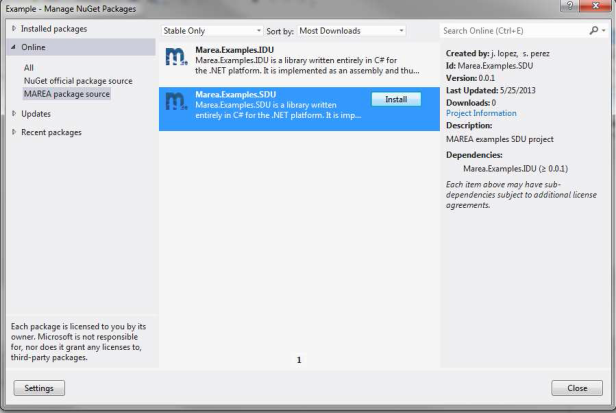 Example - Manage NuGet Packages
Installed packages
Online
All
NuGet official package source
MAREA package source
Updates
Recent packages
Each package is licensed to you by its
owner. Microsoft is not responsible
for, nor does it grant any licenses to,
third-party packages.
Settings
Stable Only
Sort by: Most Downloads
m.
Marea.Examples.IDU
Marea.Examples.IDU is a library written entirely in C# for
the .NET platform. It is implemented as an assembly and thu...
m.
Marea.Examples.SDU
Marea.Examples.SDU is a library written
entirely in C# for the .NET platform. It is imp...
Install
1
Search Online (Ctrl+E)
Created by: j. lopez, s. perez
Id: Marea.Examples.SDU
Version: 0.0.1
Last Updated: 5/25/2013
Downloads: 0
Project Information
Description:
MAREA examples SDU project
Dependencies:
Marea.Examples.IDU (≥ 0.0.1)
Each item above may have sub-
dependencies subject to additional license
agreements.
Close